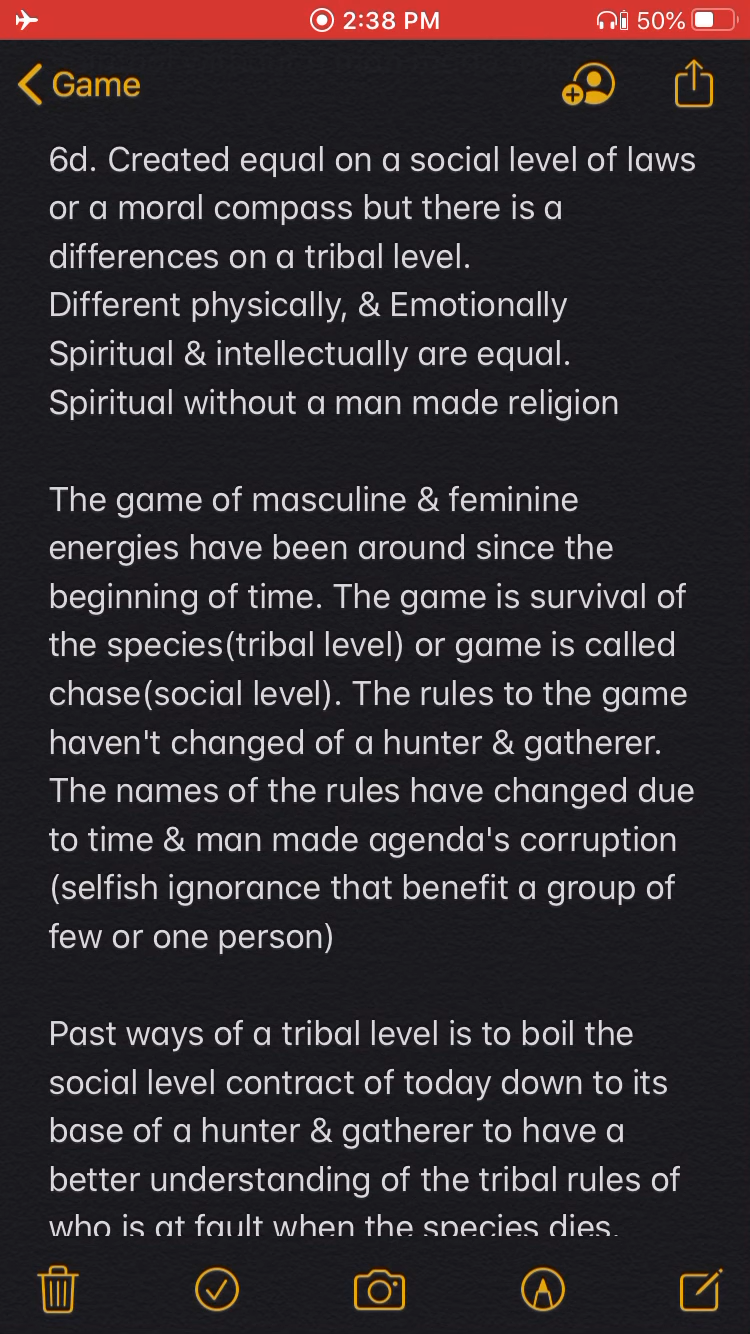 2:38 PM
50%
Game
6d. Created equal on a social level of laws
or a moral compass but there is a
differences on a tribal level.
Different physically, & Emotionally
Spiritual & intellectually are equal.
Spiritual without a man made religion
The game of masculine & feminine
energies have been around since the
beginning of time. The game is survival of
the species(tribal level) or game is called
chase(social level). The rules to the game
haven't changed of a hunter & gatherer.
The names of the rules have changed due
to time & man made agenda's corruption
(selfish ignorance that benefit a group of
few or one person)
Past ways of a tribal level is to boil the
social level contract of today down to its
base of a hunter & gatherer to have a
better understanding of the tribal rules of
who is at fault when the species dies.